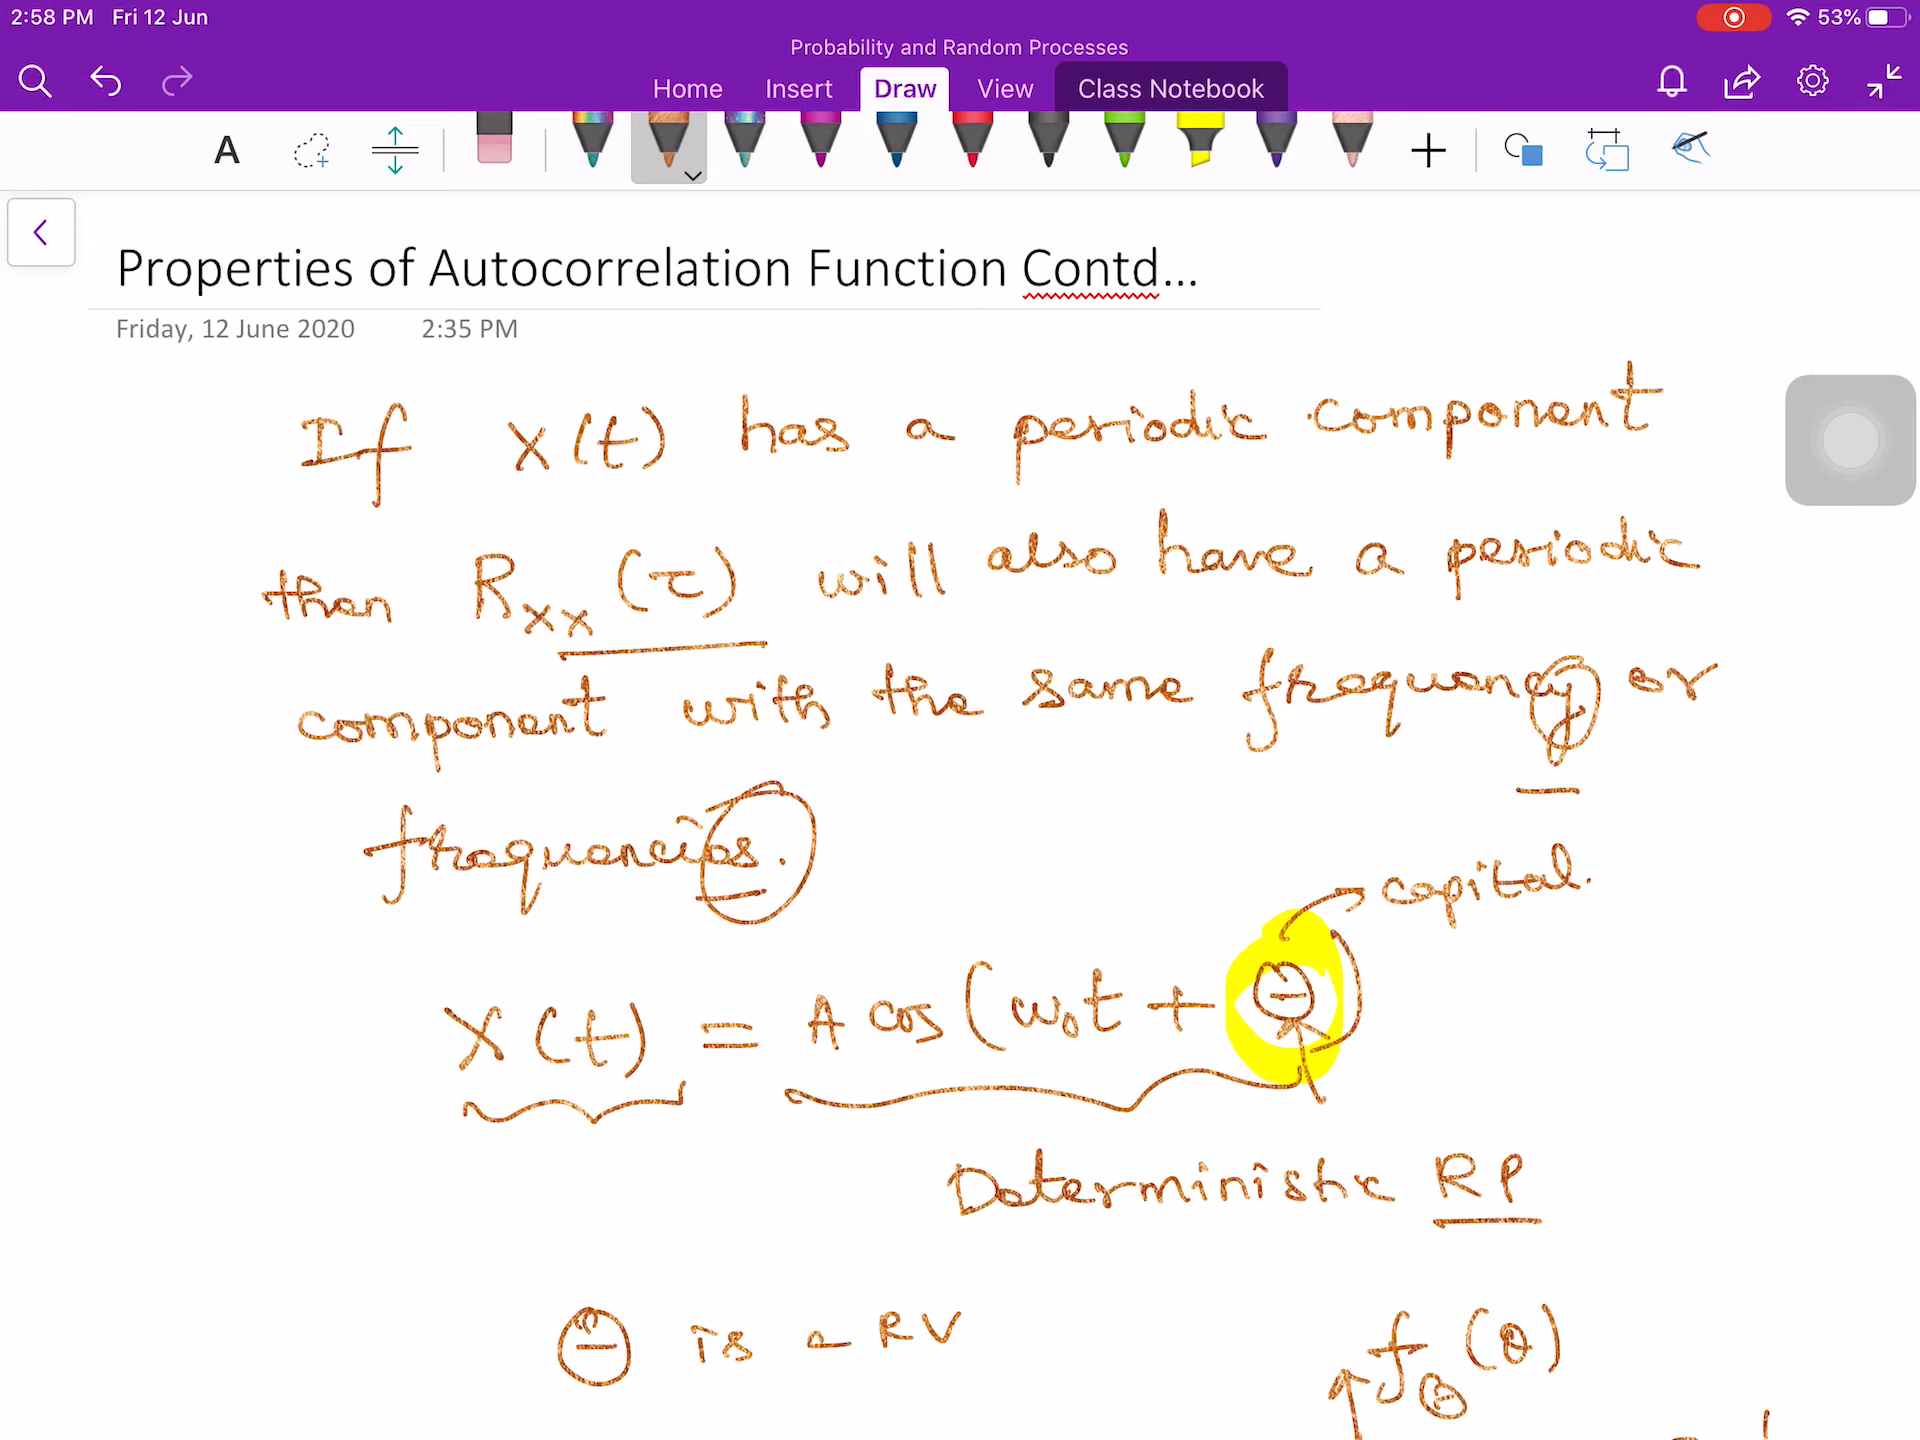 2:58 PM Fri 12 Jun 53%
Probability and Random Processes
Home Insert Draw View Class Notebook
A
Properties of Autocorrelation Function Contd...
Friday, 12 June 2020 2:35 PM
If X(t) has a periodic component
then Rxx(τ) will also have a periodic
component with the same frequency or
frequencies.
capital.
X(t) = A cos(ω₀t + Θ)
Deterministic RP
Θ is a RV
f_Θ(θ)